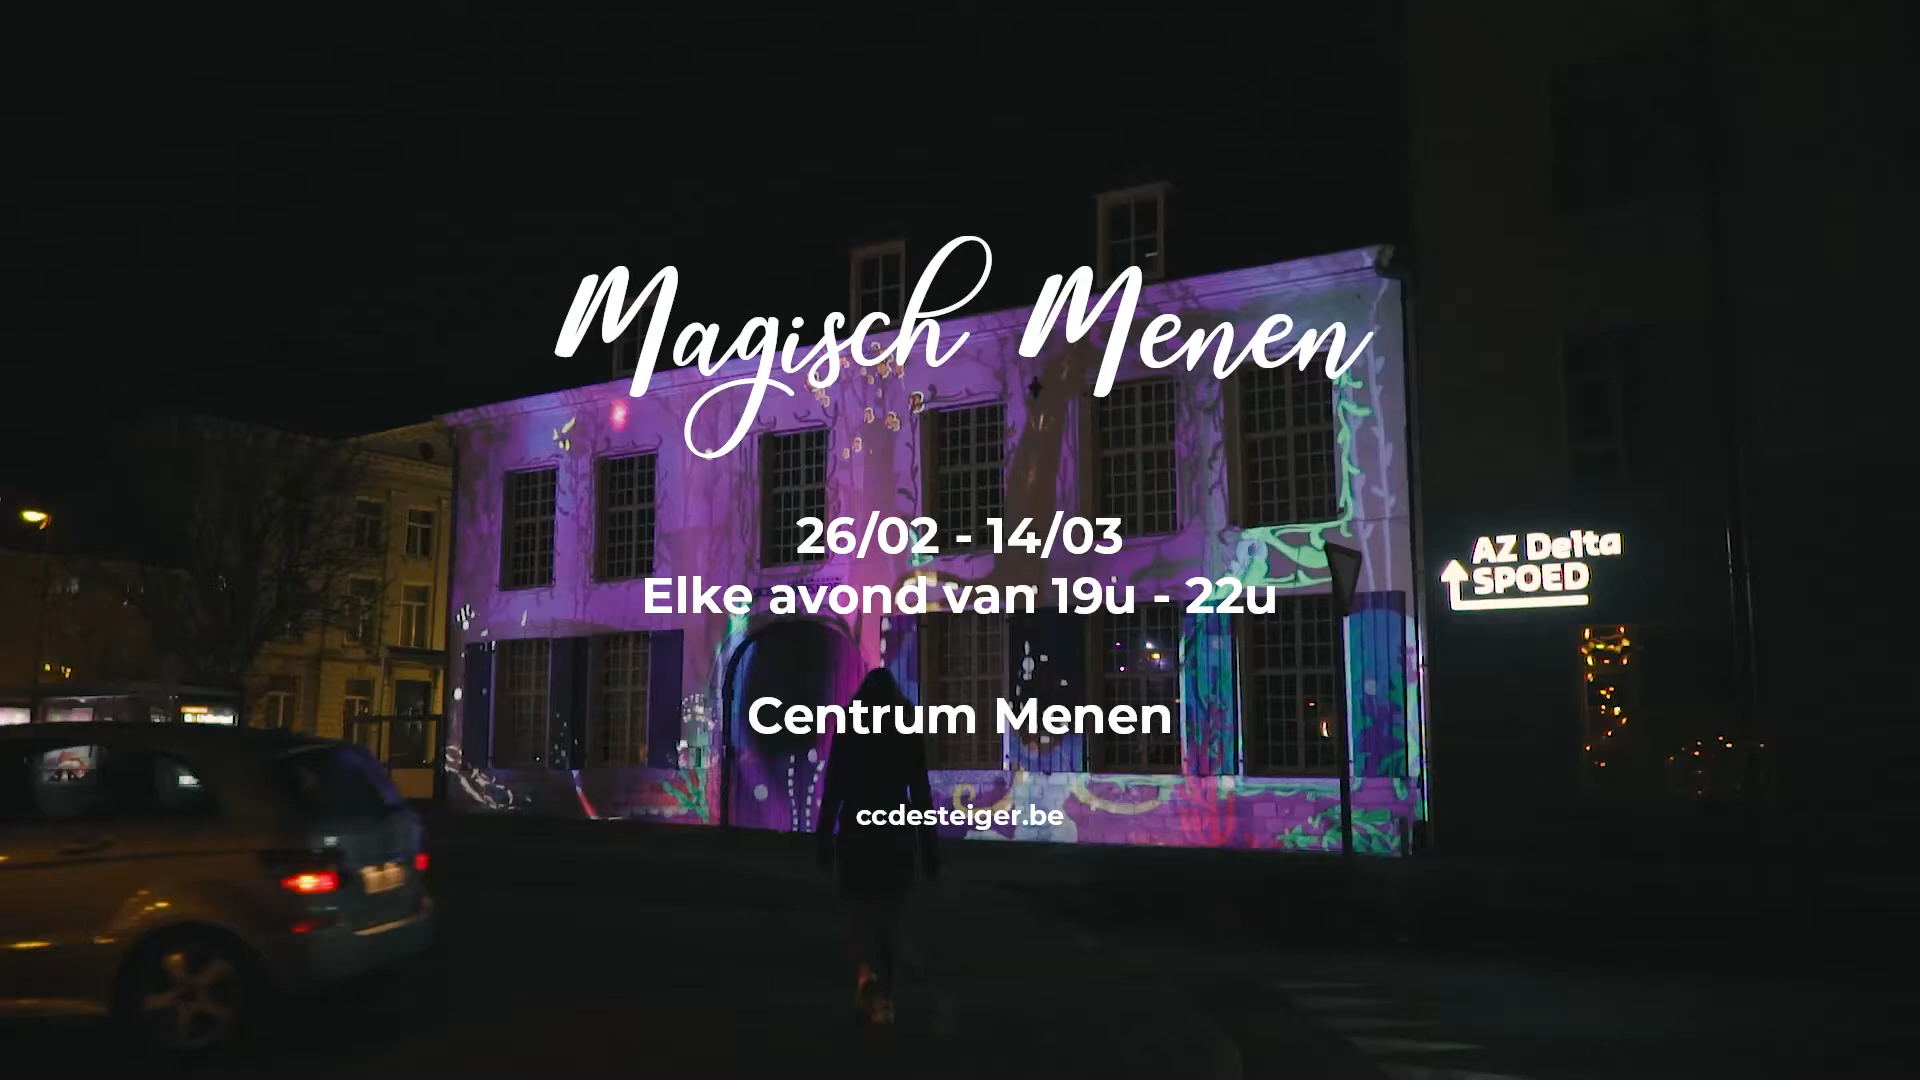 Magisch Menen
26/02 - 14/03
Elke avond van 19u - 22u
AZ Delta
SPOED
Centrum Menen
ccdesteiger.be